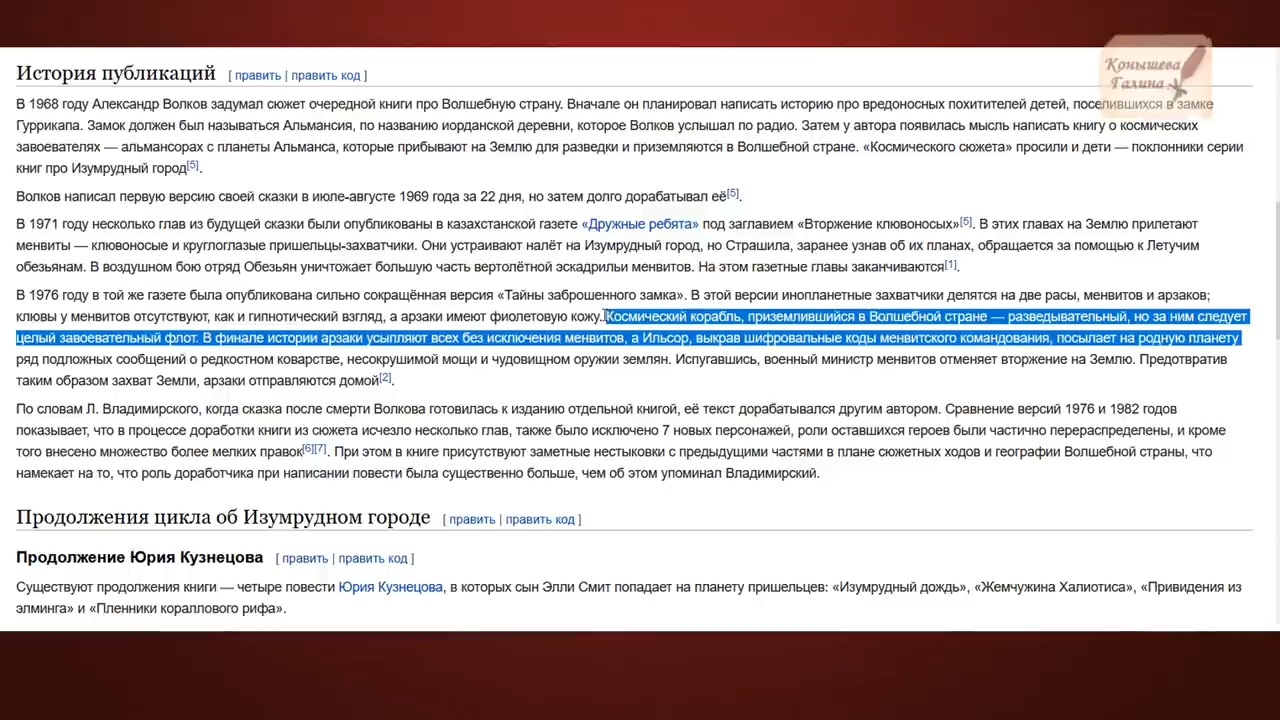 История публикаций [ править | править код ]
Конышева
Галина
В 1968 году Александр Волков задумал сюжет очередной книги про Волшебную страну. Вначале он планировал написать историю про вредоносных похитителей детей, поселившихся в замке
Гуррикапа. Замок должен был называться Альмансия, по названию иорданской деревни, которое Волков услышал по радио. Затем у автора появилась мысль написать книгу о космических
завоевателях — альмансорах с планеты Альманса, которые прибывают на Землю для разведки и приземляются в Волшебной стране. «Космического сюжета» просили и дети — поклонники серии
книг про Изумрудный город[5].
Волков написал первую версию своей сказки в июле-августе 1969 года за 22 дня, но затем долго дорабатывал её[5].
В 1971 году несколько глав из будущей сказки были опубликованы в казахстанской газете «Дружные ребята» под заглавием «Вторжение клювоносых»[5]. В этих главах на Землю прилетают
менвиты — клювоносые и круглоглазые пришельцы-захватчики. Они устраивают налёт на Изумрудный город, но Страшила, заранее узнав об их планах, обращается за помощью к Летучим
обезьянам. В воздушном бою отряд Обезьян уничтожает большую часть вертолётной эскадрильи менвитов. На этом газетные главы заканчиваются[1].
В 1976 году в той же газете была опубликована сильно сокращённая версия «Тайны заброшенного замка». В этой версии инопланетные захватчики делятся на две расы, менвитов и арзаков;
клювы у менвитов отсутствуют, как и гипнотический взгляд, а арзаки имеют фиолетовую кожу. Космический корабль, приземлившийся в Волшебной стране — разведывательный, но за ним следует
целый завоевательный флот. В финале истории арзаки усыпляют всех без исключения менвитов, а Ильсор, выкрав шифровальные коды менвитского командования, посылает на родную планету
ряд подложных сообщений о редкостном коварстве, несокрушимой мощи и чудовищном оружии землян. Испугавшись, военный министр менвитов отменяет вторжение на Землю. Предотвратив
таким образом захват Земли, арзаки отправляются домой[2].
По словам Л. Владимирского, когда сказка после смерти Волкова готовилась к изданию отдельной книгой, её текст дорабатывался другим автором. Сравнение версий 1976 и 1982 годов
показывает, что в процессе доработки книги из сюжета исчезло несколько глав, также было исключено 7 новых персонажей, роли оставшихся героев были частично перераспределены, и кроме
того внесено множество более мелких правок[6][7]. При этом в книге присутствуют заметные нестыковки с предыдущими частями в плане сюжетных ходов и географии Волшебной страны, что
намекает на то, что роль доработчика при написании повести была существенно больше, чем об этом упоминал Владимирский.
Продолжения цикла об Изумрудном городе [ править | править код ]
Продолжение Юрия Кузнецова [ править | править код ]
Существуют продолжения книги — четыре повести Юрия Кузнецова, в которых сын Элли Смит попадает на планету пришельцев: «Изумрудный дождь», «Жемчужина Халиотиса», «Привидения из
элминга» и «Пленники кораллового рифа».